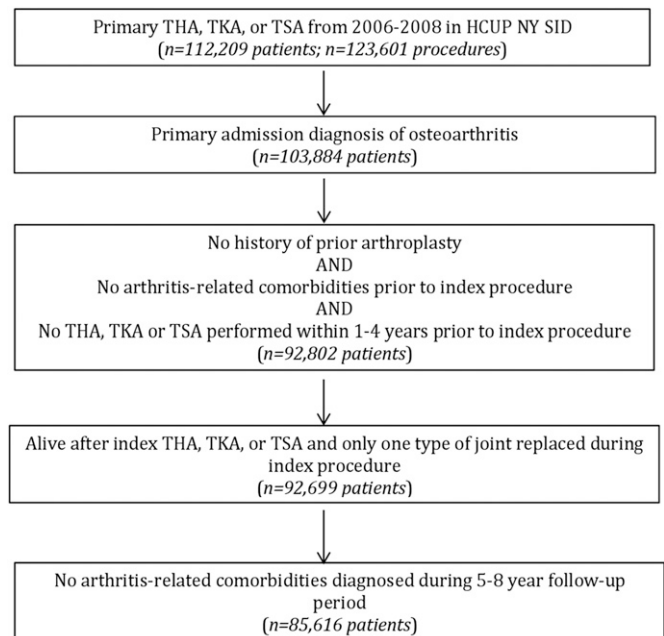 Primary THA, TKA, or TSA from 2006-2008 in HCUP NY SID
(n=112,209 patients; n=123,601 procedures)
Primary admission diagnosis of osteoarthritis
(n=103,884 patients)
No history of prior arthroplasty
AND
No arthritis-related comorbidities prior to index procedure
AND
No THA, TKA or TSA performed within 1-4 years prior to index procedure
(n=92,802 patients)
Alive after index THA, TKA, or TSA and only one type of joint replaced during
index procedure
(n=92,699 patients)
No arthritis-related comorbidities diagnosed during 5-8 year follow-up
period
(n=85,616 patients)